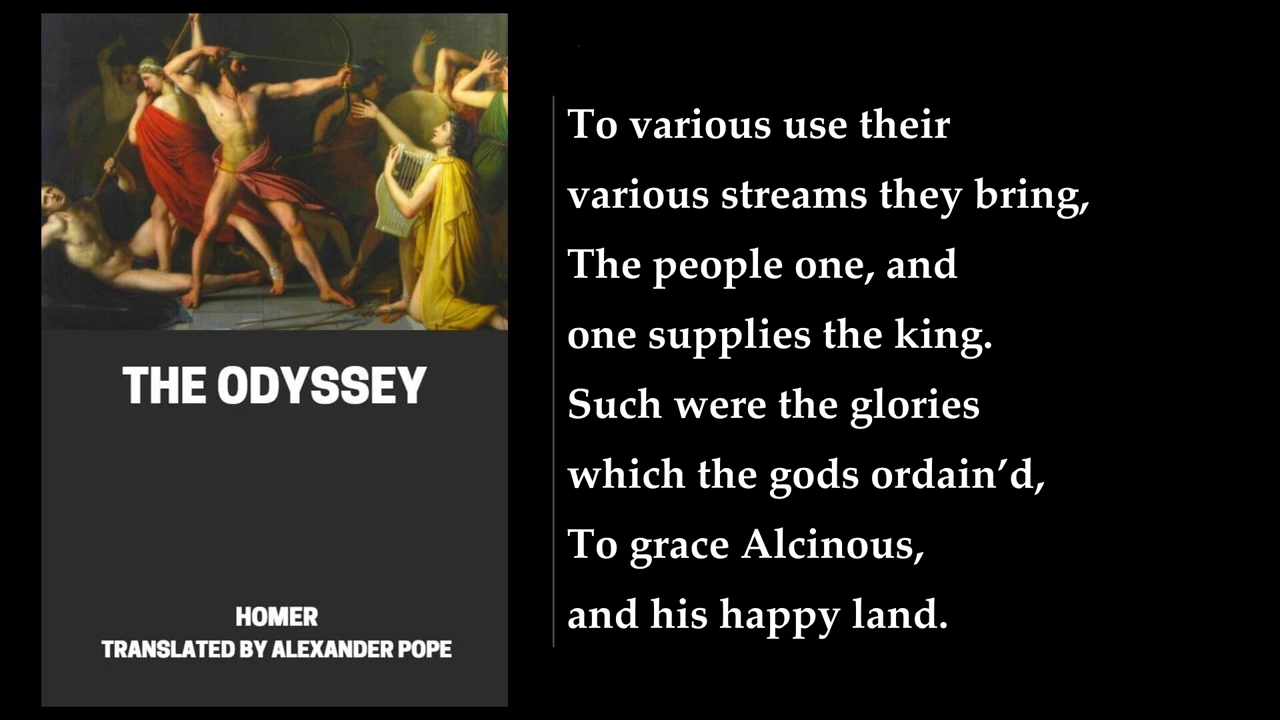 THE ODYSSEY
HOMER
TRANSLATED BY ALEXANDER POPE
To various use their
various streams they bring,
The people one, and
one supplies the king.
Such were the glories
which the gods ordain’d,
To grace Alcinous,
and his happy land.